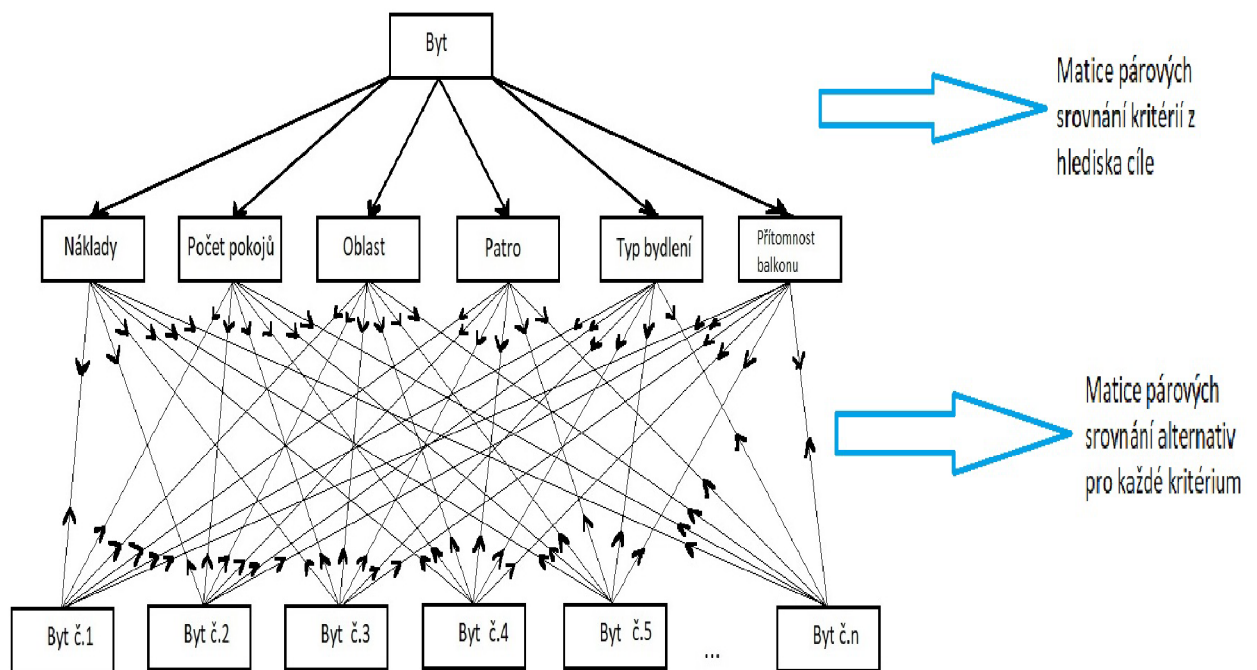 Byt
Matice párových
srovnání kritérií z
hlediska cíle
Náklady
Počet pokojů
Oblast
Patro
Typ bydlení
Přítomnost
balkonu
Matice párových
srovnání alternativ
pro každé kritérium
Byt č.1
Byt č.2
Byt č.3
Byt č.4
Byt č.5
...
Byt č.n